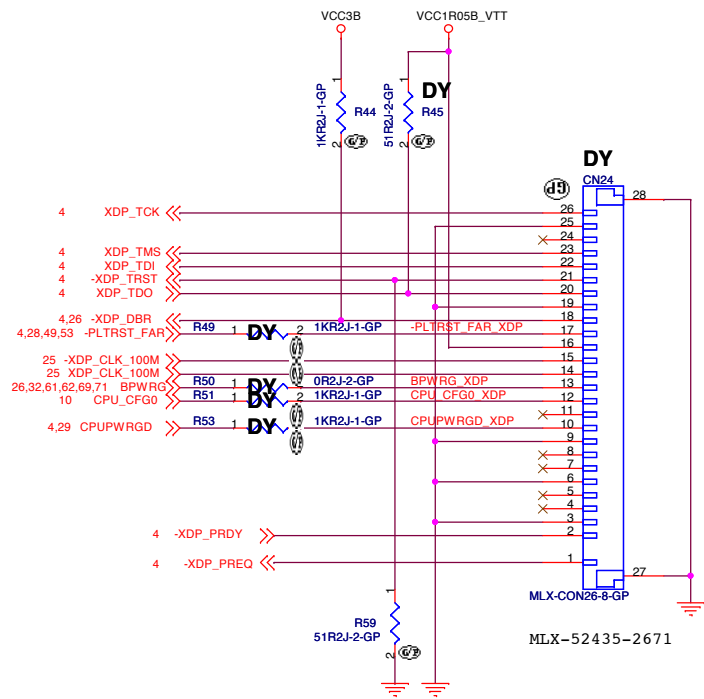 VCC3B VCC1R05B_VTT
1 1
1KR2J-1-GP R44 51R2J-2-GP DY R45
2 G/P 2 G/P
DY
GP CN24
28
4 XDP_TCK 26
25
24
4 XDP_TMS 23
4 XDP_TDI 22
4 -XDP_TRST 21
4 XDP_TDO 20
19
4,26 -XDP_DBR 18
4,28,49,53 -PLTRST_FAR R49 1 DY 2 1KR2J-1-GP -PLTRST_FAR_XDP 17
G/P 16
25 -XDP_CLK_100M 15
25 XDP_CLK_100M G/P 14
26,32,61,62,69,71 BPWRG R50 1 DY 0R2J-2-GP BPWRG_XDP 13
10 CPU_CFG0 R51 1 DY 2 1KR2J-1-GP CPU_CFG0_XDP 12
G/P 11
4,29 CPUPWRGD R53 1 DY 1KR2J-1-GP CPUPWRGD_XDP 10
G/P 9
8
7
6
5
4
3
4 -XDP_PRDY 2
4 -XDP_PREQ 1
27
1 MLX-CON26-8-GP
R59
51R2J-2-GP
2 G/P
MLX-52435-2671